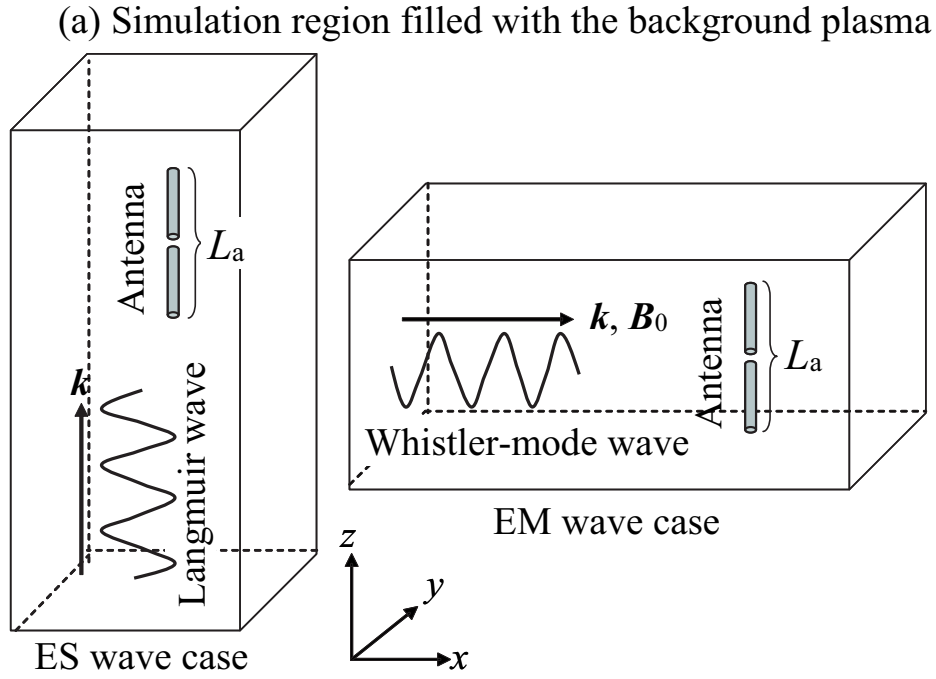 (a) Simulation region filled with the background plasma
Antenna
Lₐ
k
Langmuir wave
ES wave case
k, B₀
Antenna
Lₐ
Whistler-mode wave
EM wave case
z
y
x